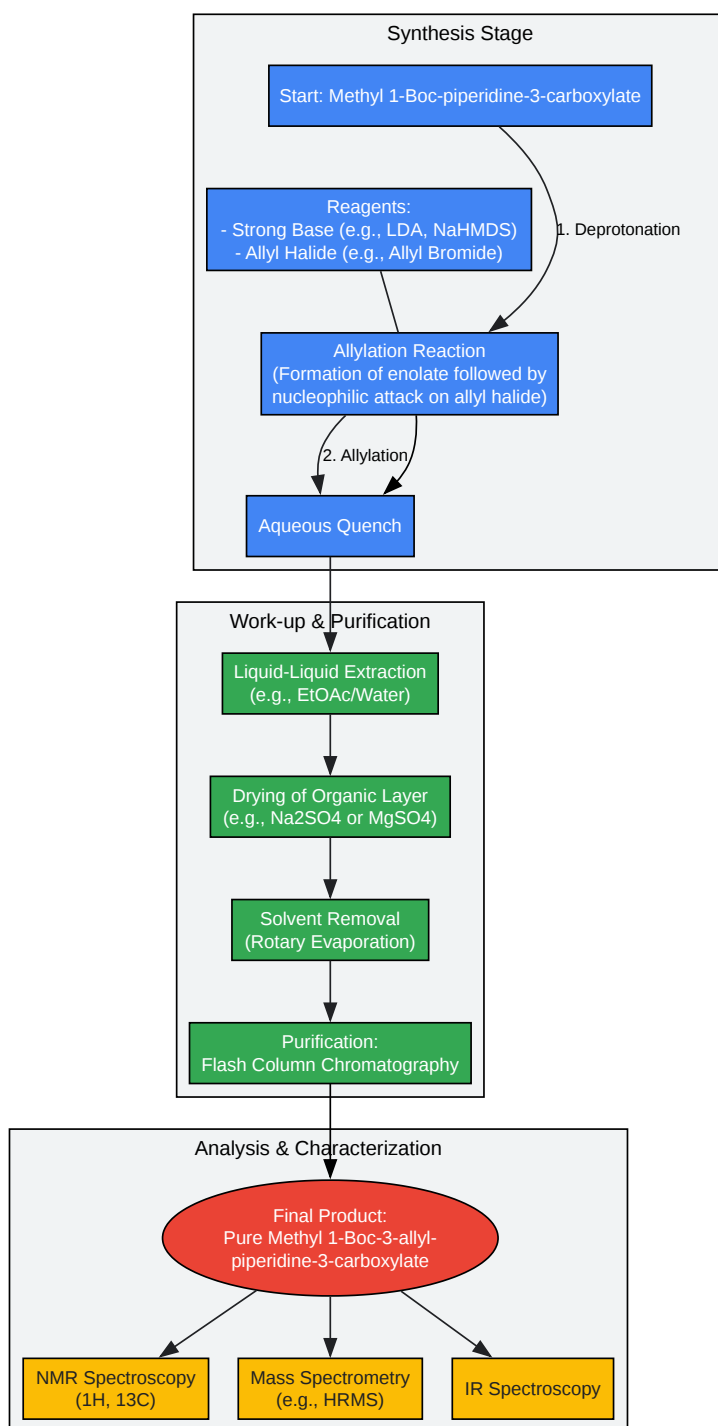 Synthesis Stage
Start: Methyl 1-Boc-piperidine-3-carboxylate
Reagents:
- Strong Base (e.g., LDA, NaHMDS)
- Allyl Halide (e.g., Allyl Bromide)
1. Deprotonation
Allylation Reaction
(Formation of enolate followed by
nucleophilic attack on allyl halide)
2. Allylation
Aqueous Quench
Work-up & Purification
Liquid-Liquid Extraction
(e.g., EtOAc/Water)
Drying of Organic Layer
(e.g., Na2SO4 or MgSO4)
Solvent Removal
(Rotary Evaporation)
Purification:
Flash Column Chromatography
Analysis & Characterization
Final Product:
Pure Methyl 1-Boc-3-allyl-
piperidine-3-carboxylate
NMR Spectroscopy
(1H, 13C)
Mass Spectrometry
(e.g., HRMS)
IR Spectroscopy